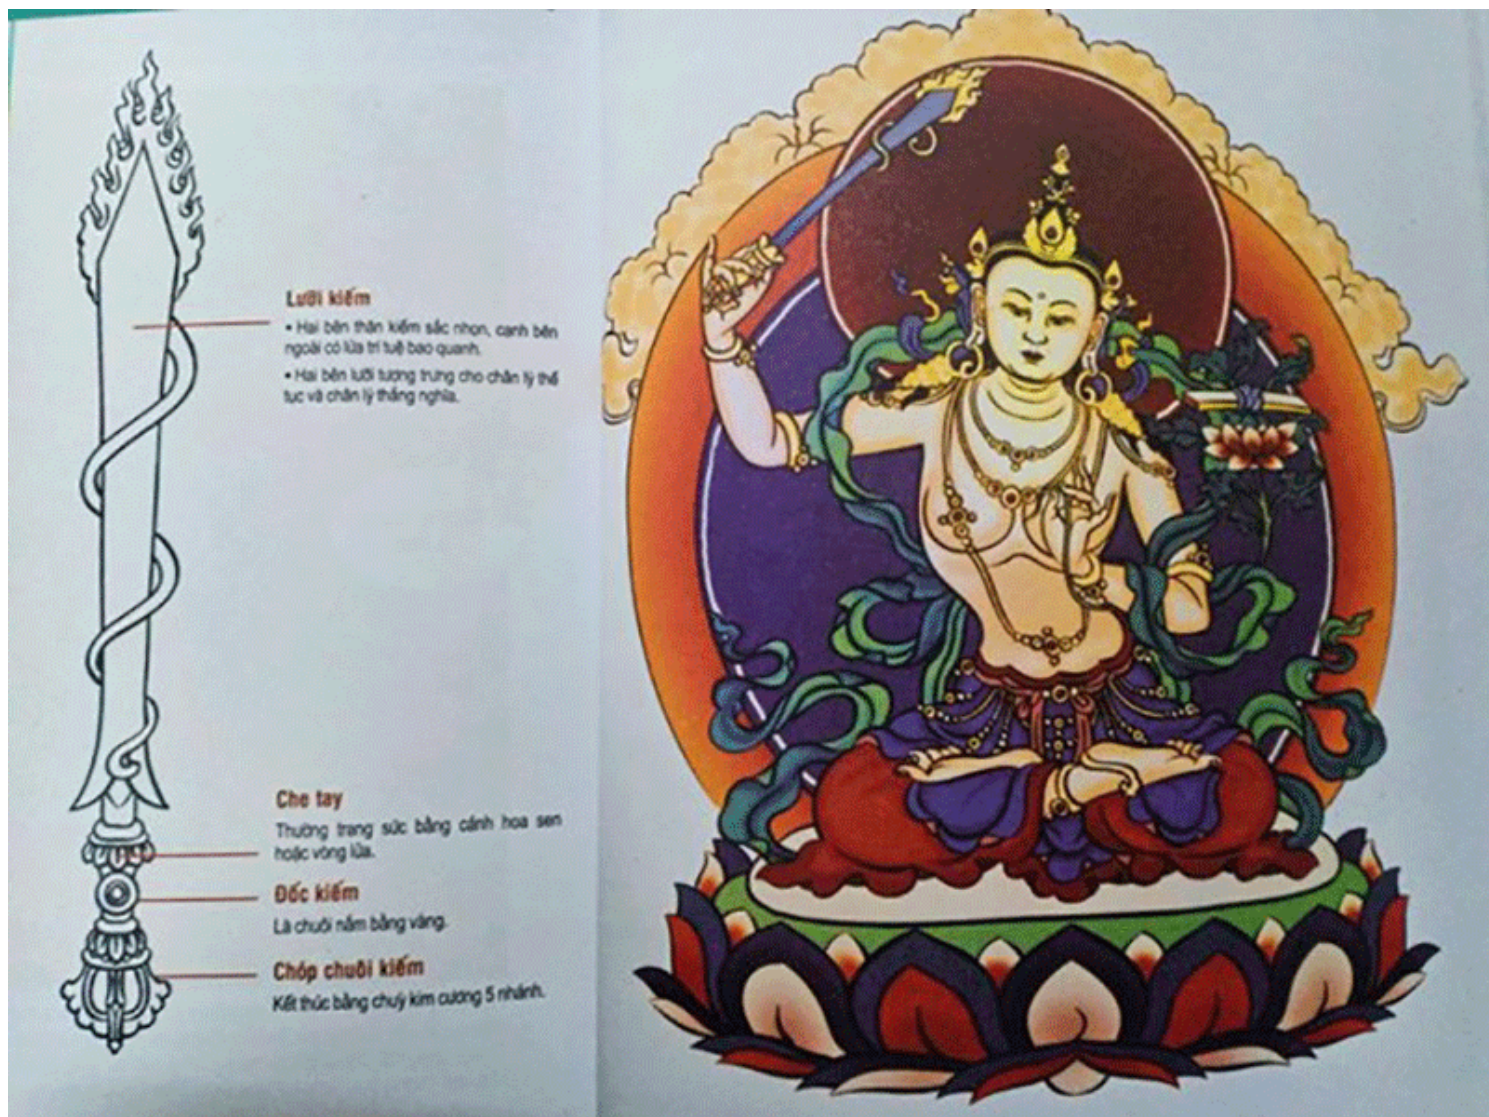 Lưỡi kiếm
• Hai bên thân kiếm sắc nhọn, cạnh bên
ngoài có lửa trí tuệ bao quanh.
• Hai bên lưỡi tượng trưng cho chân lý thế
tục và chân lý thắng nghĩa.
Che tay
Thường trang sức bằng cánh hoa sen
hoặc vòng lửa.
Đốc kiếm
Là chuôi nắm bằng vàng.
Chóp chuôi kiếm
Kết thúc bằng chuỳ kim cương 5 nhánh.